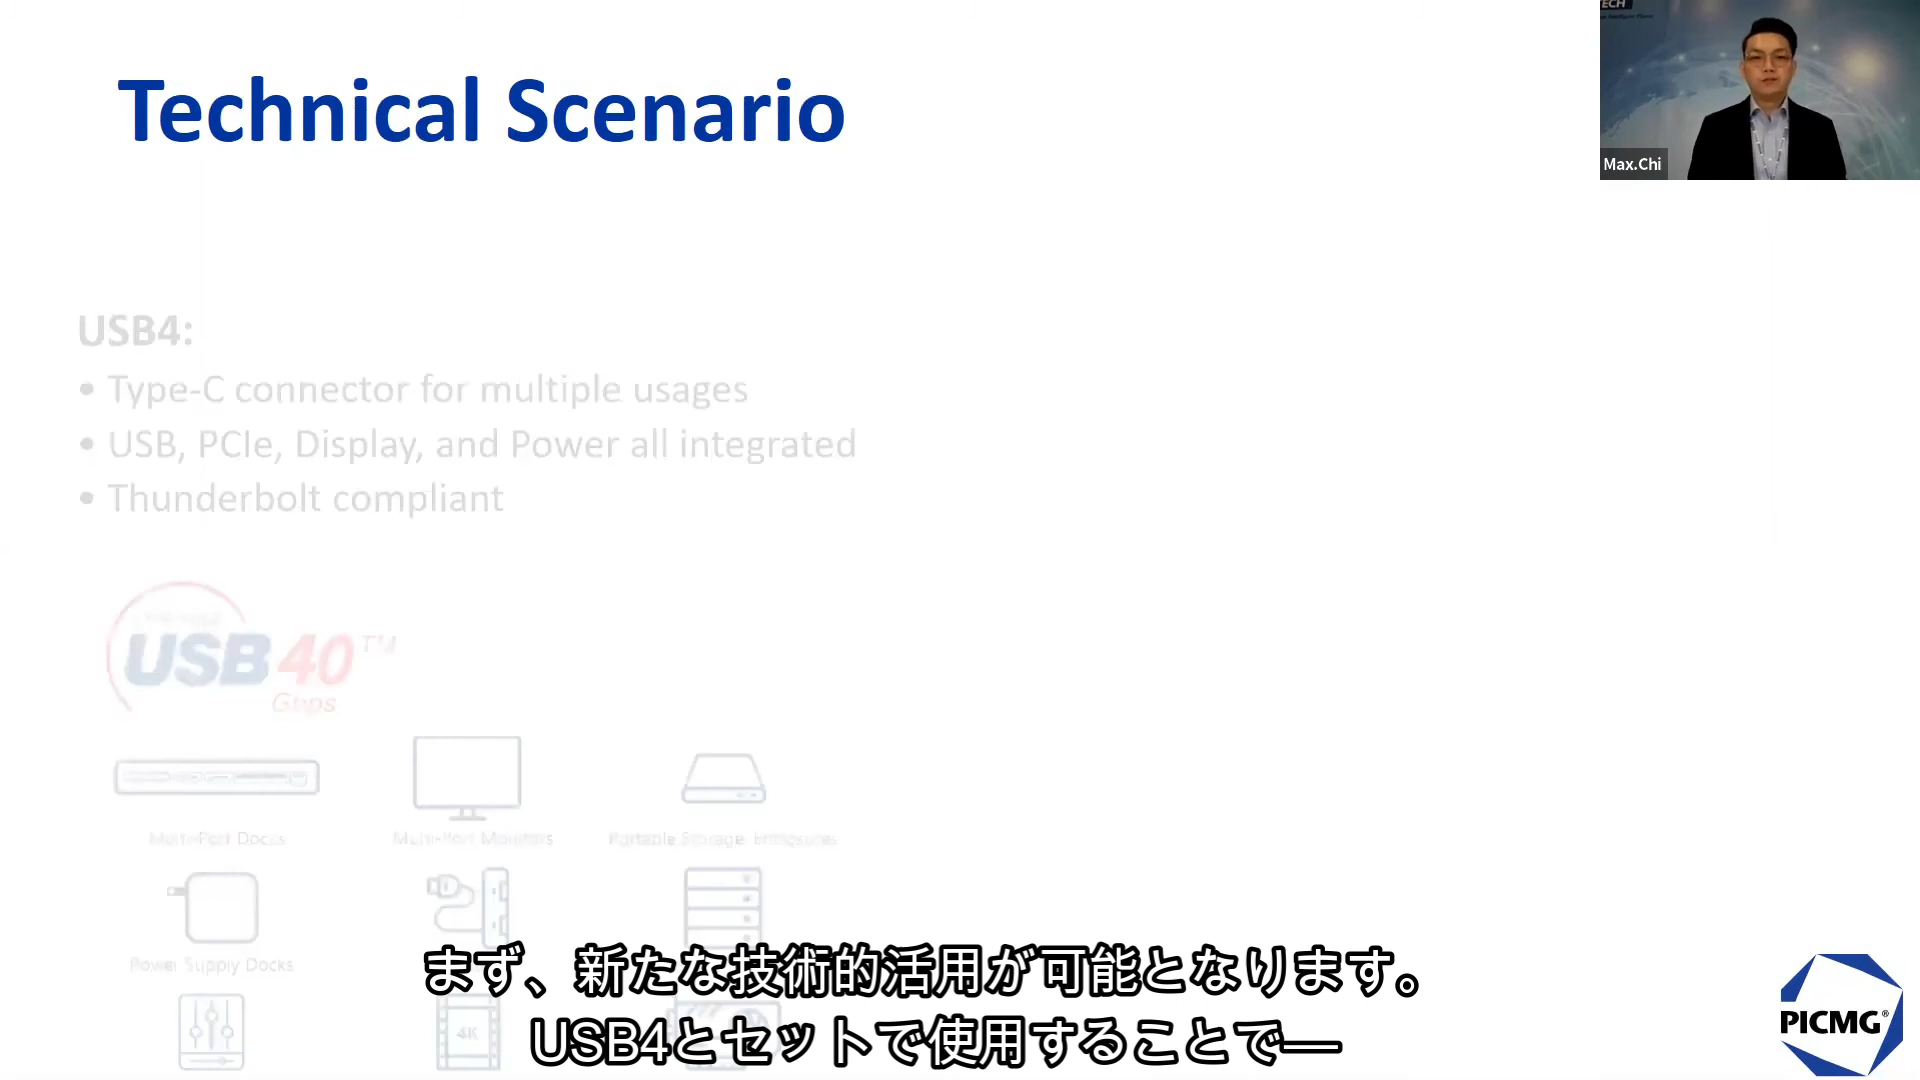 TECH
Max.Chi
Technical Scenario
USB4:
• Type-C connector for multiple usages
• USB, PCIe, Display, and Power all integrated
• Thunderbolt compliant
USB 40™
Gbps
Multi-Port Docks
Multi-Port Monitors
Portable Storage Enclosures
Power Supply Docks
4K
まず、新たな技術的活用が可能となります。
USB4とセットで使用することで―
PICMG®